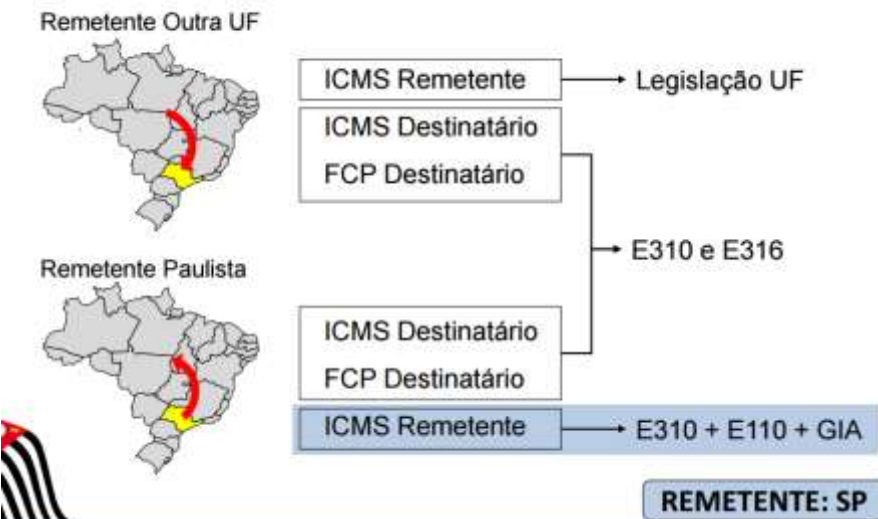 Remetente Outra UF
ICMS Remetente
Legislação UF
ICMS Destinatário
FCP Destinatário
E310 e E316
Remetente Paulista
ICMS Destinatário
FCP Destinatário
ICMS Remetente
E310 + E110 + GIA
REMETENTE: SP